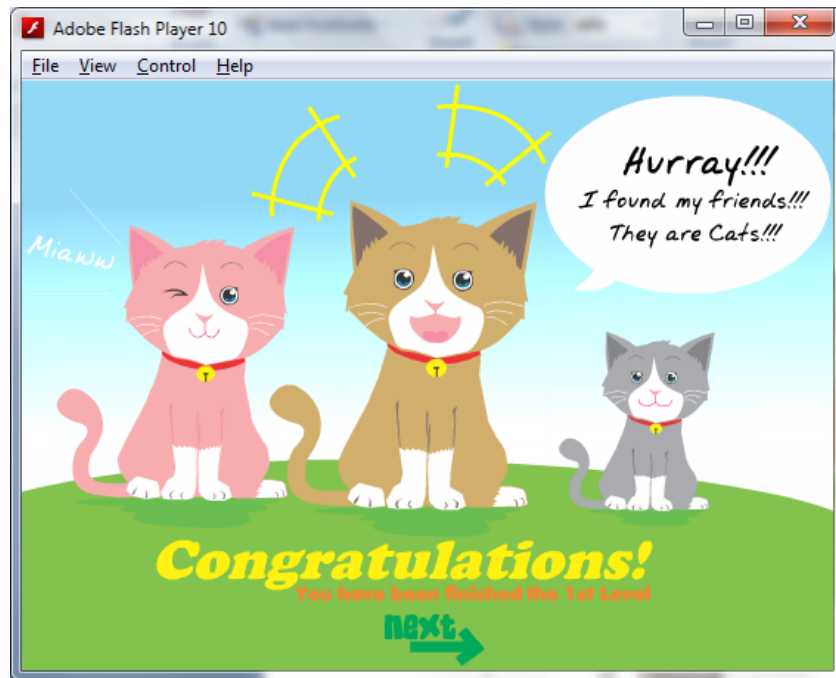 Adobe Flash Player 10
File View Control Help
Hurray!!!
I found my friends!!!
They are Cats!!!
Miaww
Congratulations!
You have been finished the 1st Level
next